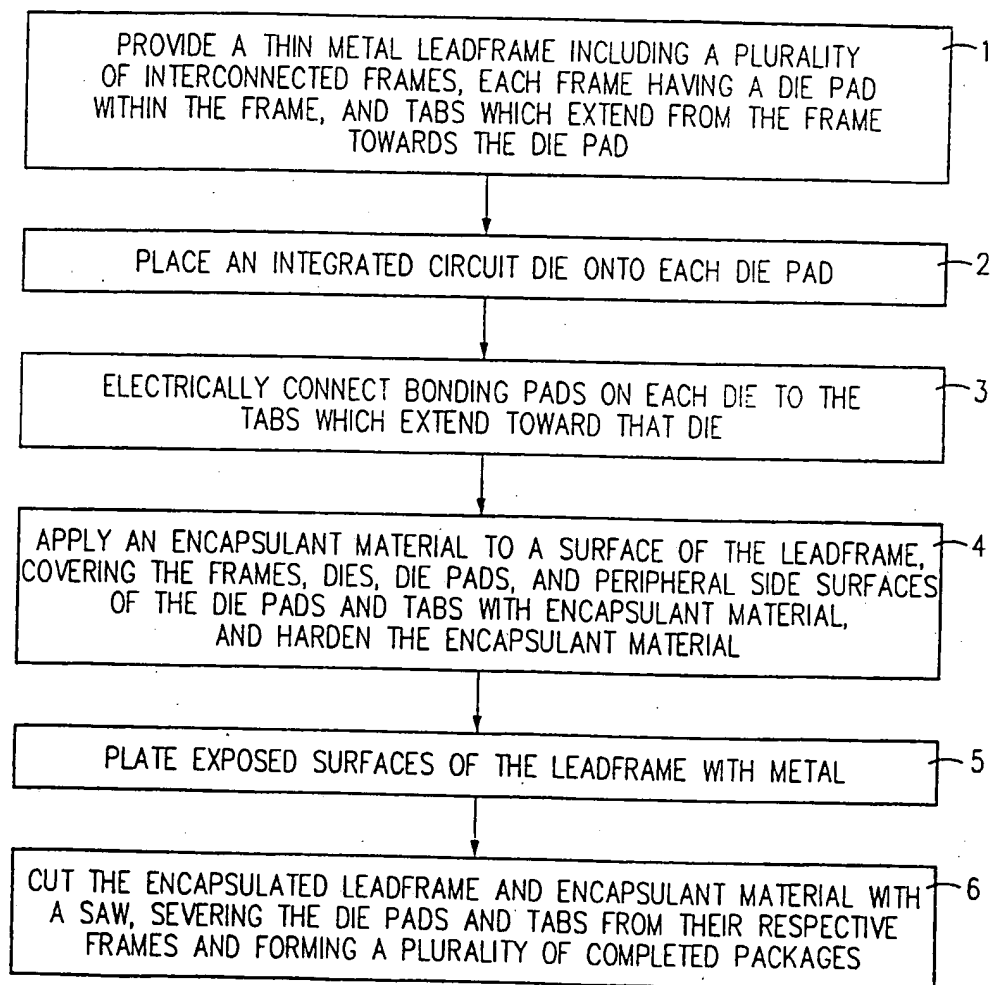 PROVIDE A THIN METAL LEADFRAME INCLUDING A PLURALITY
OF INTERCONNECTED FRAMES, EACH FRAME HAVING A DIE PAD
WITHIN THE FRAME, AND TABS WHICH EXTEND FROM THE FRAME
TOWARDS THE DIE PAD
1
PLACE AN INTEGRATED CIRCUIT DIE ONTO EACH DIE PAD
2
ELECTRICALLY CONNECT BONDING PADS ON EACH DIE TO THE
TABS WHICH EXTEND TOWARD THAT DIE
3
APPLY AN ENCAPSULANT MATERIAL TO A SURFACE OF THE LEADFRAME,
COVERING THE FRAMES, DIES, DIE PADS, AND PERIPHERAL SIDE SURFACES
OF THE DIE PADS AND TABS WITH ENCAPSULANT MATERIAL,
AND HARDEN THE ENCAPSULANT MATERIAL
4
PLATE EXPOSED SURFACES OF THE LEADFRAME WITH METAL
5
CUT THE ENCAPSULATED LEADFRAME AND ENCAPSULANT MATERIAL WITH
A SAW, SEVERING THE DIE PADS AND TABS FROM THEIR RESPECTIVE
FRAMES AND FORMING A PLURALITY OF COMPLETED PACKAGES
6